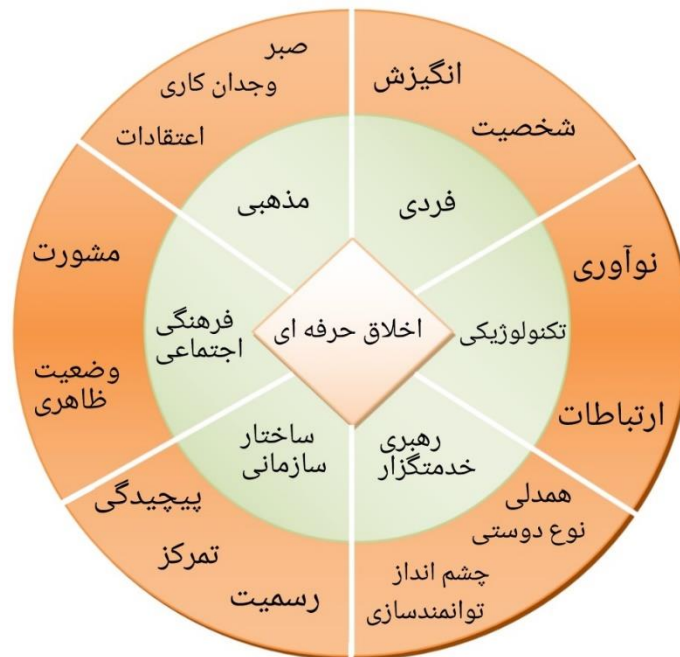 انگیزش
شخصیت
فردی
نوآوری
ارتباطات
تکنولوژیکی
همدلی
نوع دوستی
چشم انداز
توانمندسازی
رهبری
خدمتگزار
پیچیدگی
تمرکز
رسمیت
ساختار
سازمانی
مشورت
وضعیت
ظاهری
فرهنگی
اجتماعی
صبر
وجدان کاری
اعتقادات
مذهبی
اخلاق حرفه ای